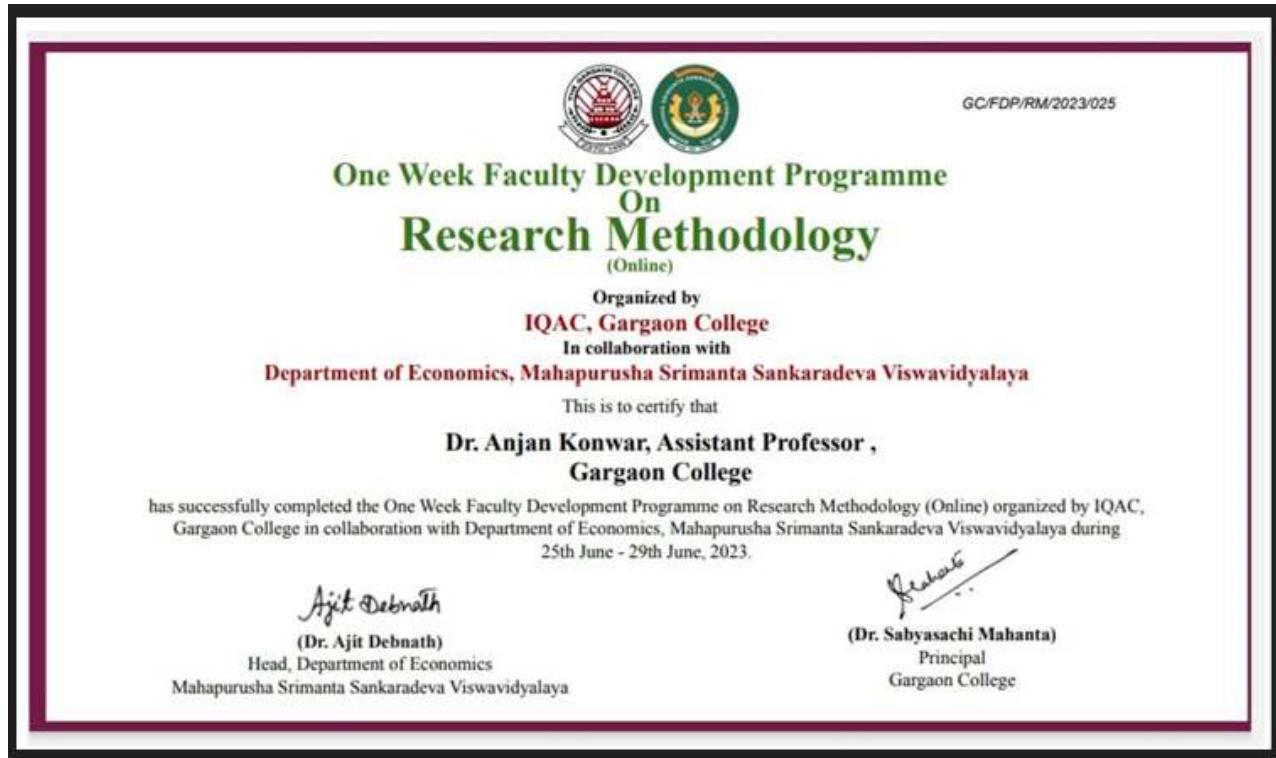 GC/FDP/RM/2023/025
One Week Faculty Development Programme
On
Research Methodology
(Online)
Organized by
IQAC, Gargaon College
In collaboration with
Department of Economics, Mahapurusha Srimanta Sankaradeva Viswavidyalaya
This is to certify that
Dr. Anjan Konwar, Assistant Professor ,
Gargaon College
has successfully completed the One Week Faculty Development Programme on Research Methodology (Online) organized by IQAC,
Gargaon College in collaboration with Department of Economics, Mahapurusha Srimanta Sankaradeva Viswavidyalaya during
25th June - 29th June, 2023.
Ajit Debnath
(Dr. Ajit Debnath)
Head, Department of Economics
Mahapurusha Srimanta Sankaradeva Viswavidyalaya
(Dr. Sabyasachi Mahanta)
Principal
Gargaon College